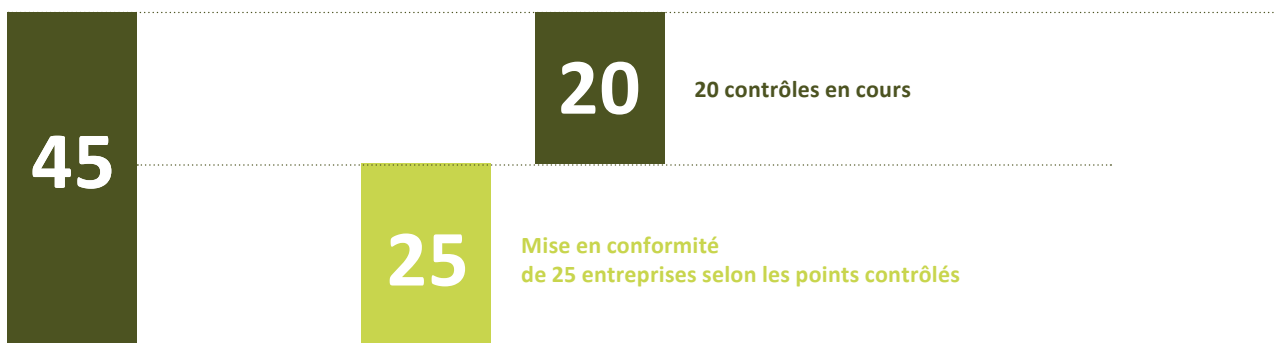 45
20
20 contrôles en cours
25
Mise en conformité
de 25 entreprises selon les points contrôlés